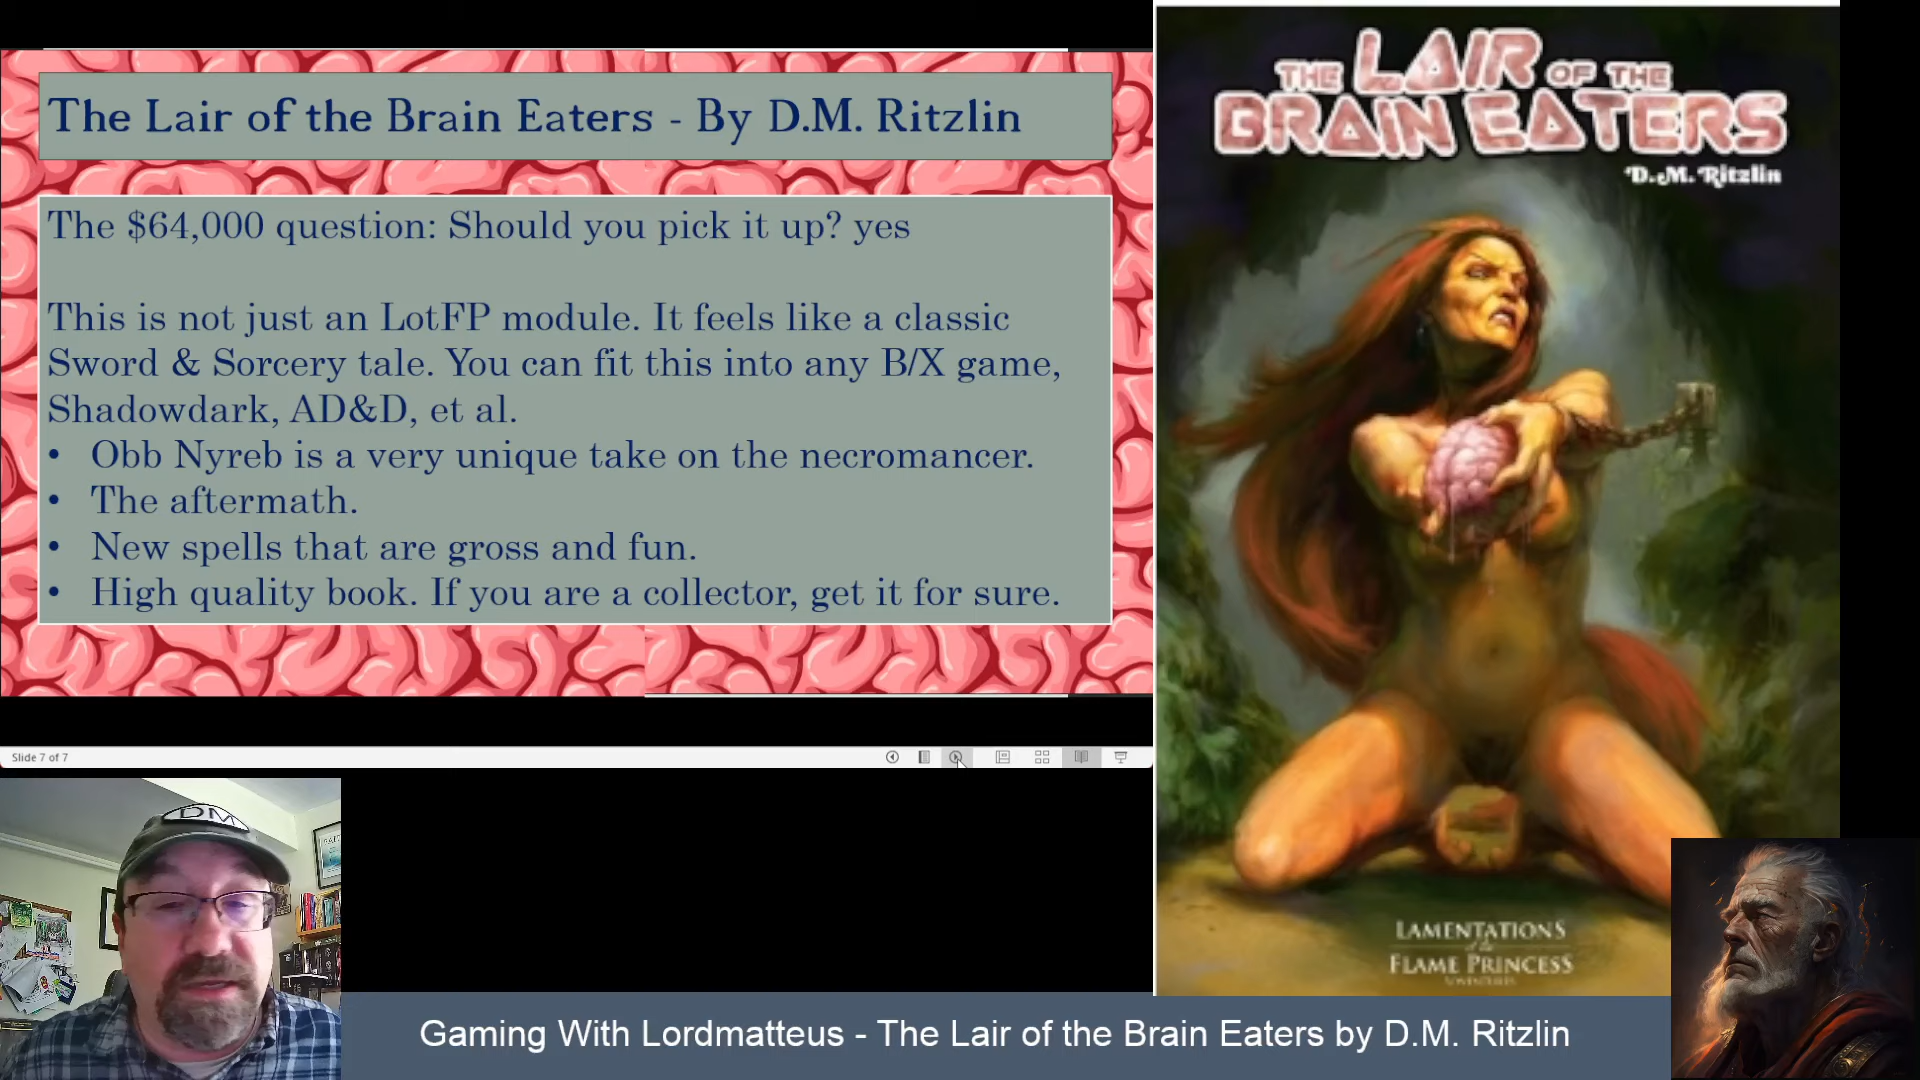 The Lair of the Brain Eaters - By D.M. Ritzlin
The $64,000 question: Should you pick it up? yes
This is not just an LotFP module. It feels like a classic
Sword & Sorcery tale. You can fit this into any B/X game,
Shadowdark, AD&D, et al.
• Obb Nyreb is a very unique take on the necromancer.
• The aftermath.
• New spells that are gross and fun.
• High quality book. If you are a collector, get it for sure.
Slide 7 of 7
THE LAIR OF THE
BRAIN EATERS
D.M. Ritzlin
LAMENTATIONS
of the
FLAME PRINCESS
ADVENTURES
DM
Gaming With Lordmatteus - The Lair of the Brain Eaters by D.M. Ritzlin